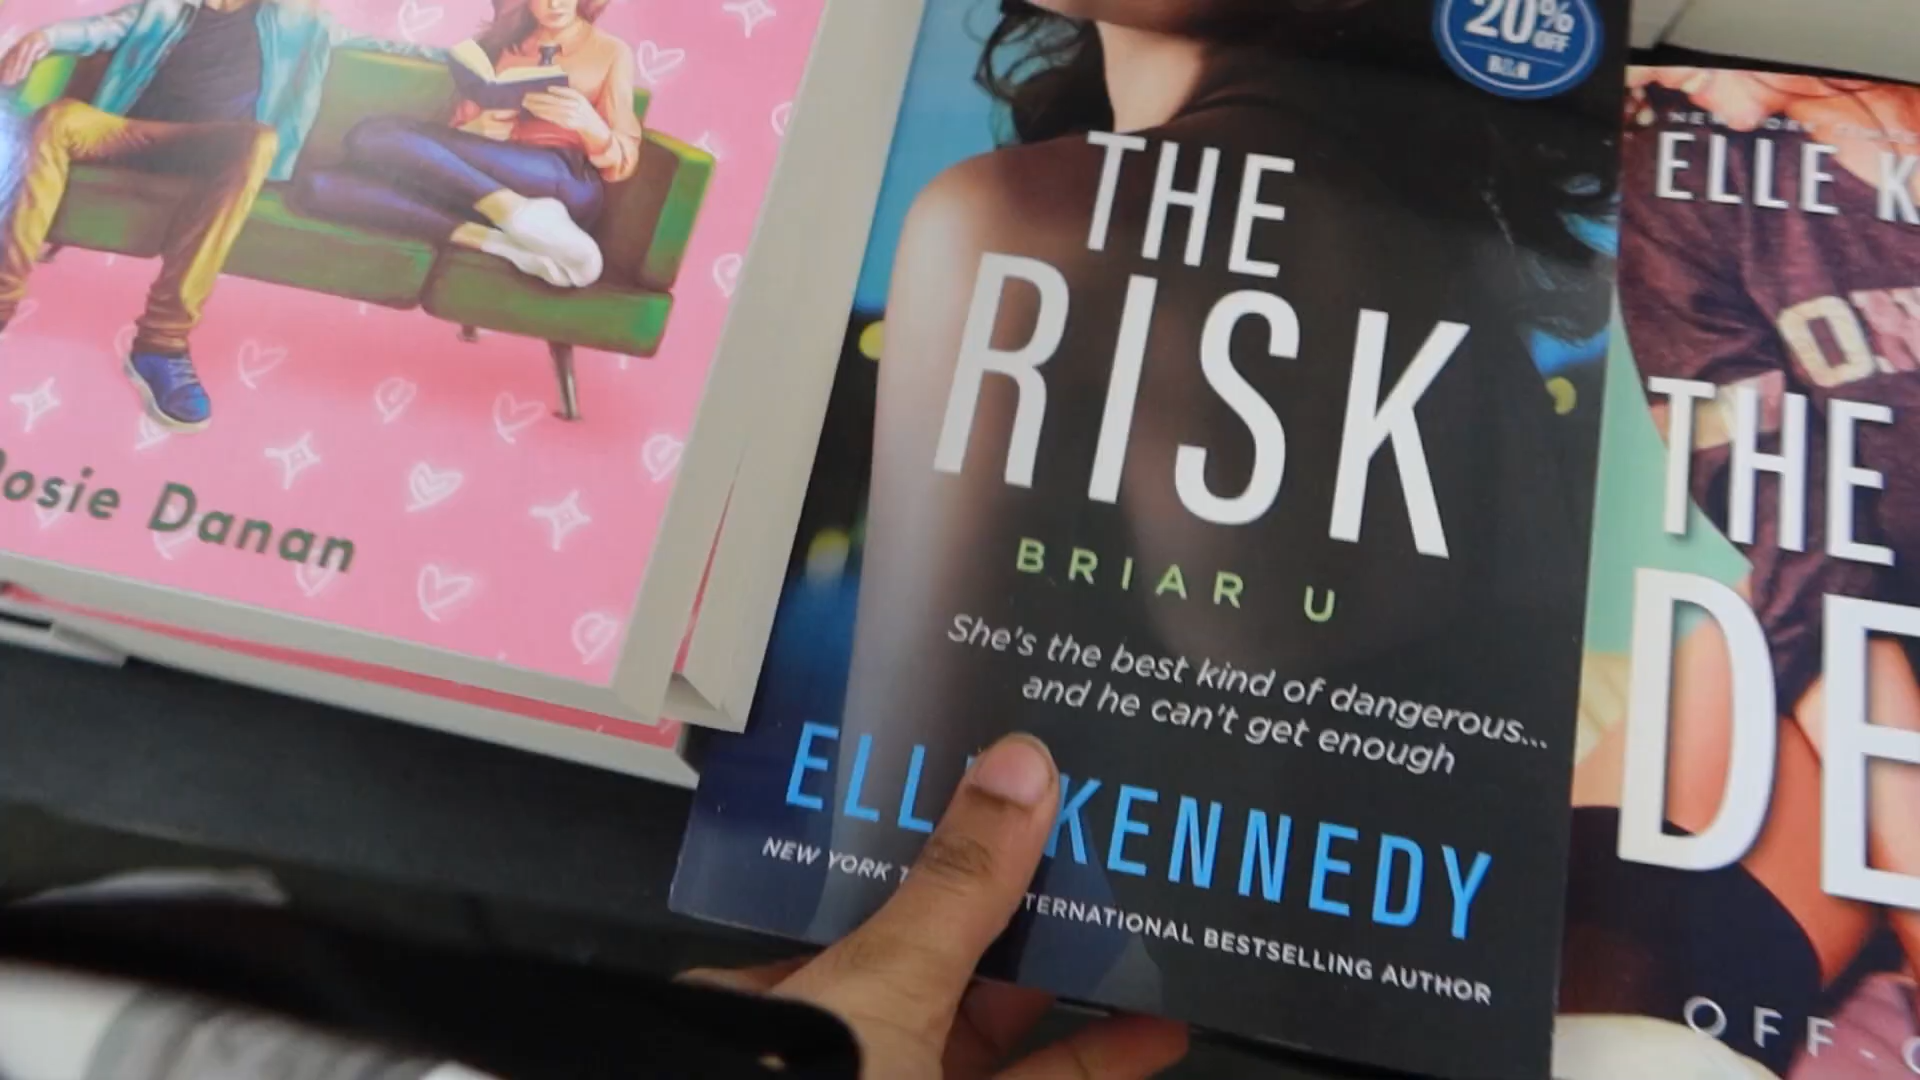 Rosie Danan
20%
OFF
B&N
THE
RISK
BRIAR U
She's the best kind of dangerous...
and he can't get enough
ELLE KENNEDY
NEW YORK
TERNATIONAL BESTSELLING AUTHOR
ELLE K
THE
DE
OFF-